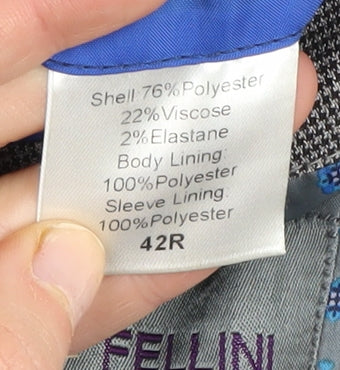 Shell:76%Polyester
22%Viscose
2%Elastane
Body Lining:
100%Polyester
Sleeve Lining:
100%Polyester
42R
FELLINI